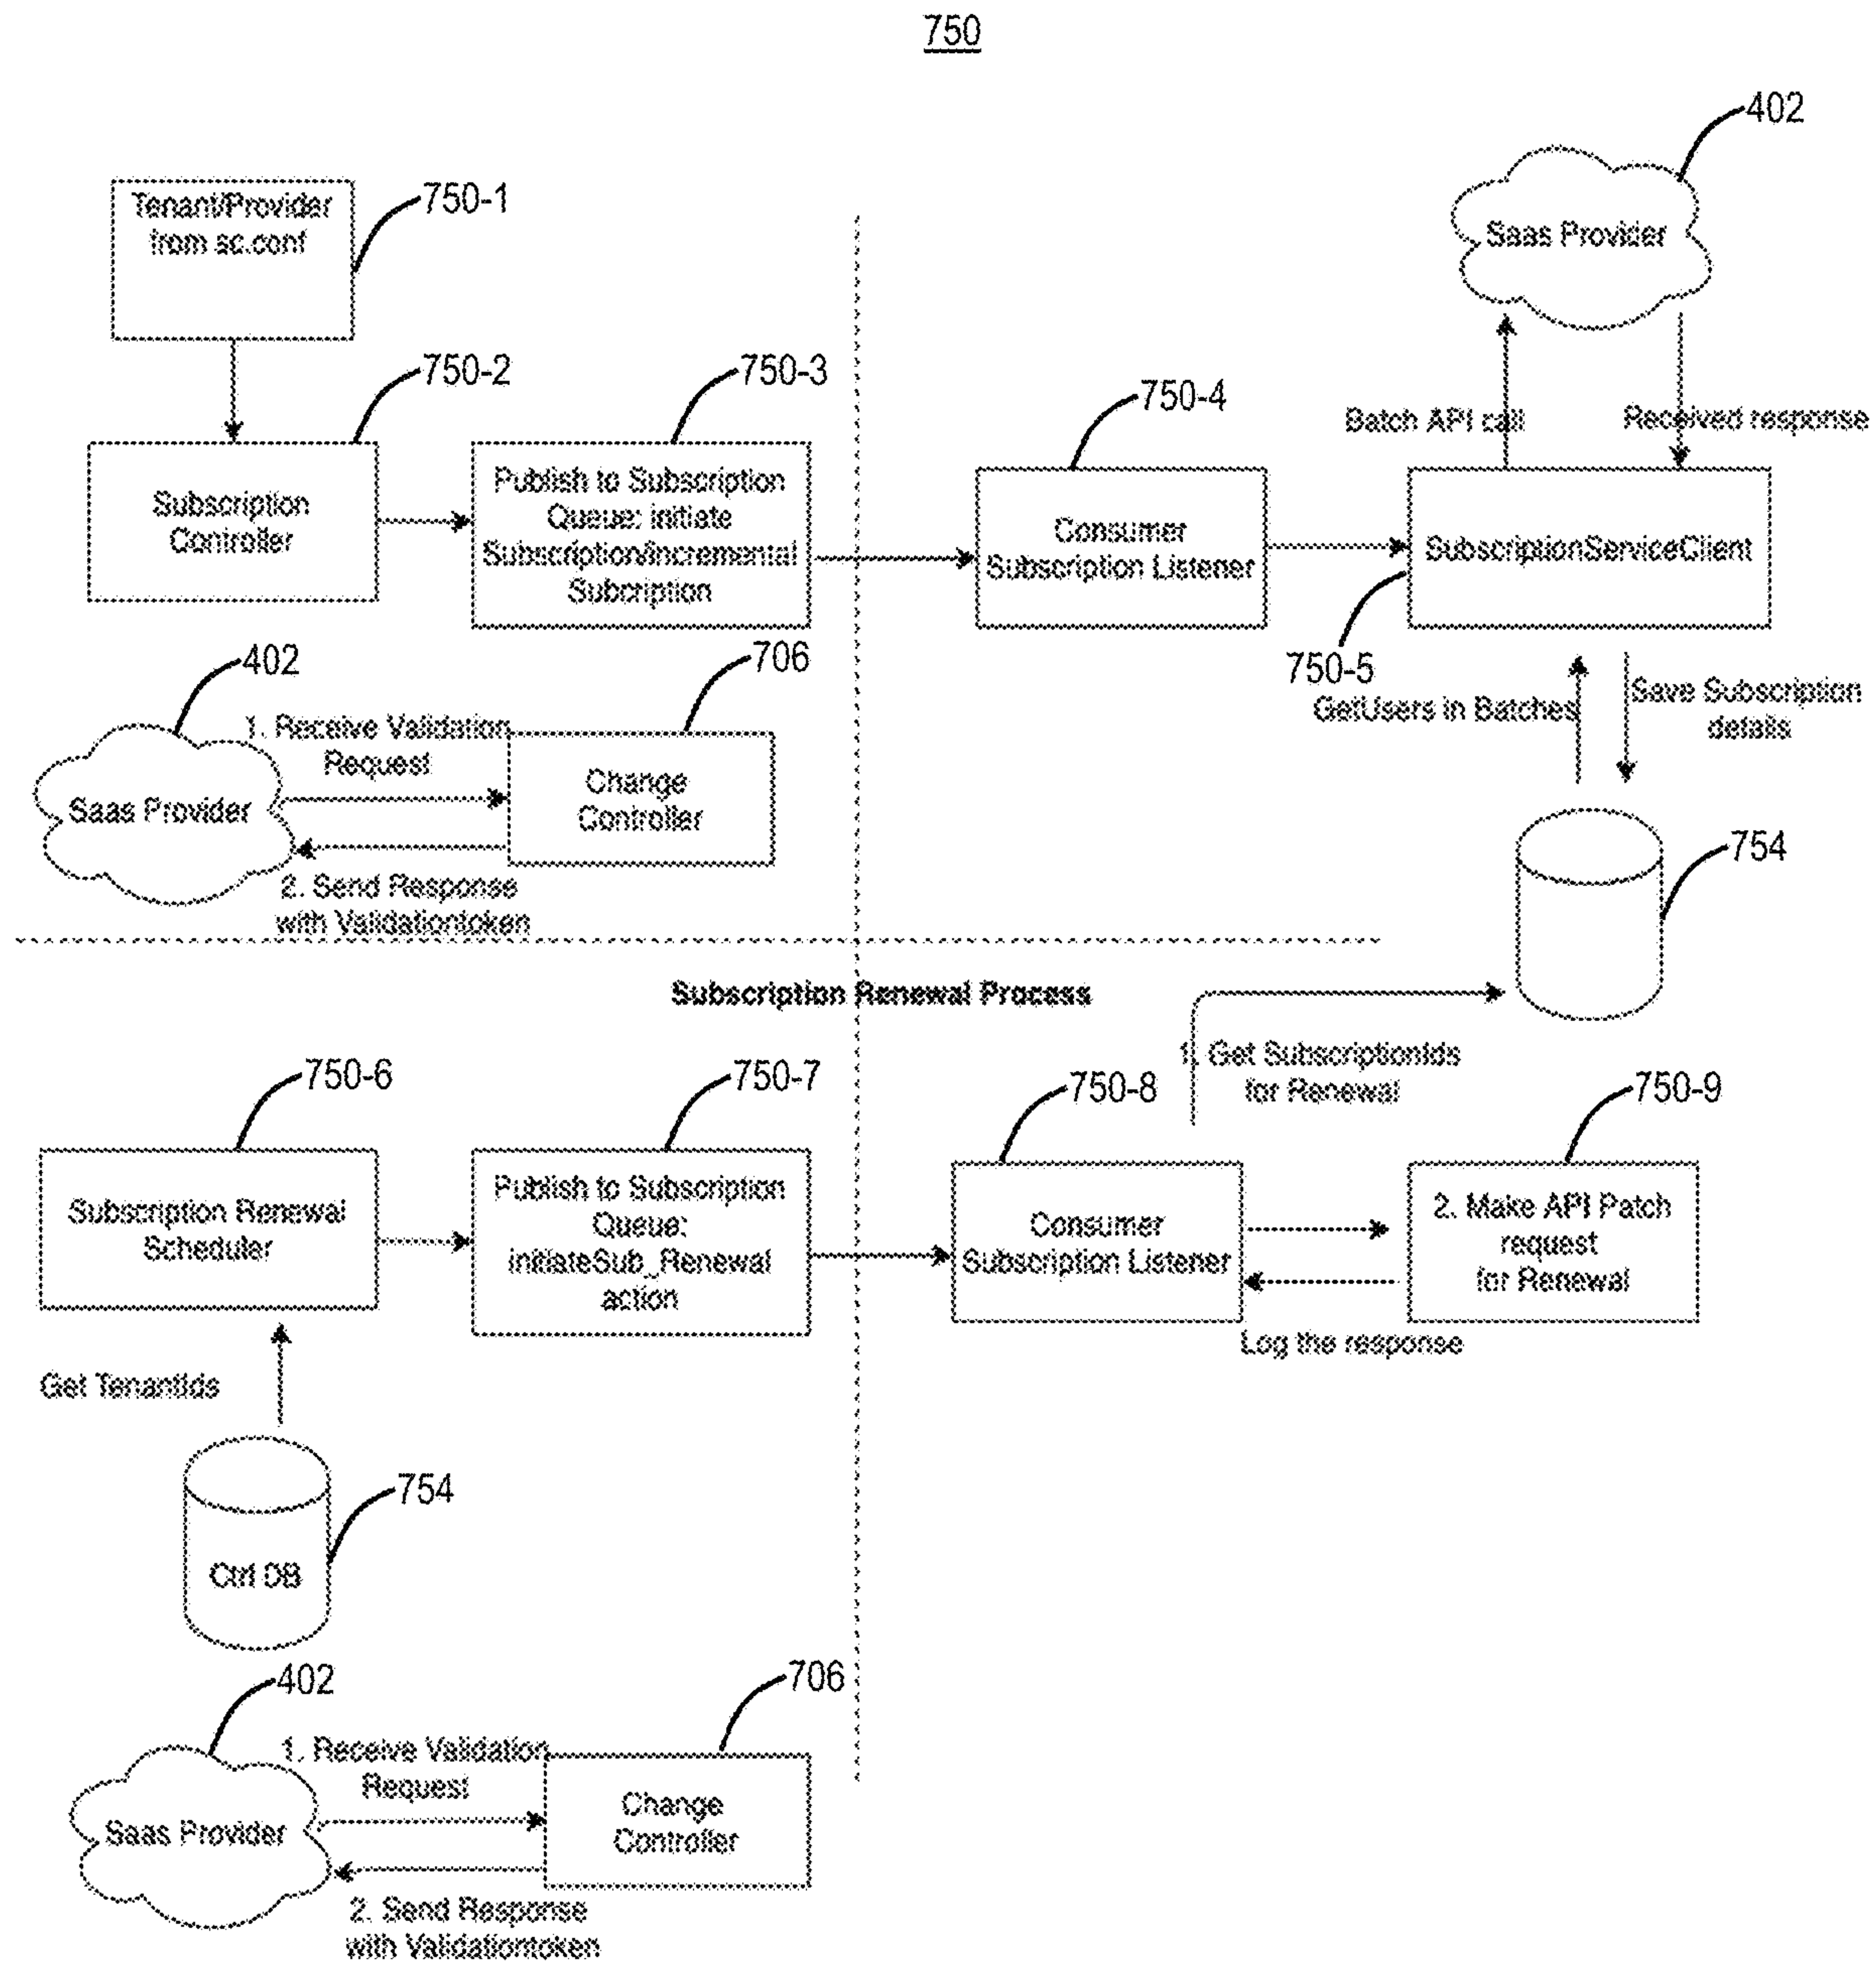 750
402
Tenant/Provider
from sc.conf
750-1
Saas Provider
750-2
750-3
750-4
Batch API call
Received response
Subscription
Controller
Publish to Subscription
Queue: initiate
Subscription/incremental
Subcription
Consumer
Subscription Listener
SubscriptionServiceClient
750-5
402
706
1. Receive Validation
Request
Saas Provider
Change
Controller
2. Send Response
with Validationtoken
GetUsers in Batches
Save Subscription
details
754
Subscription Renewal Process
1. Get SubscriptionIds
for Renewal
750-6
750-7
750-8
750-9
Subscription Renewal
Scheduler
Publish to Subscription
Queue:
initiateSub_Renewal
action
Consumer
Subscription Listener
2. Make API Patch
request
for Renewal
Log the response
Get TenantIds
754
Ctrl DB
402
706
1. Receive Validation
Request
Saas Provider
Change
Controller
2. Send Response
with Validationtoken